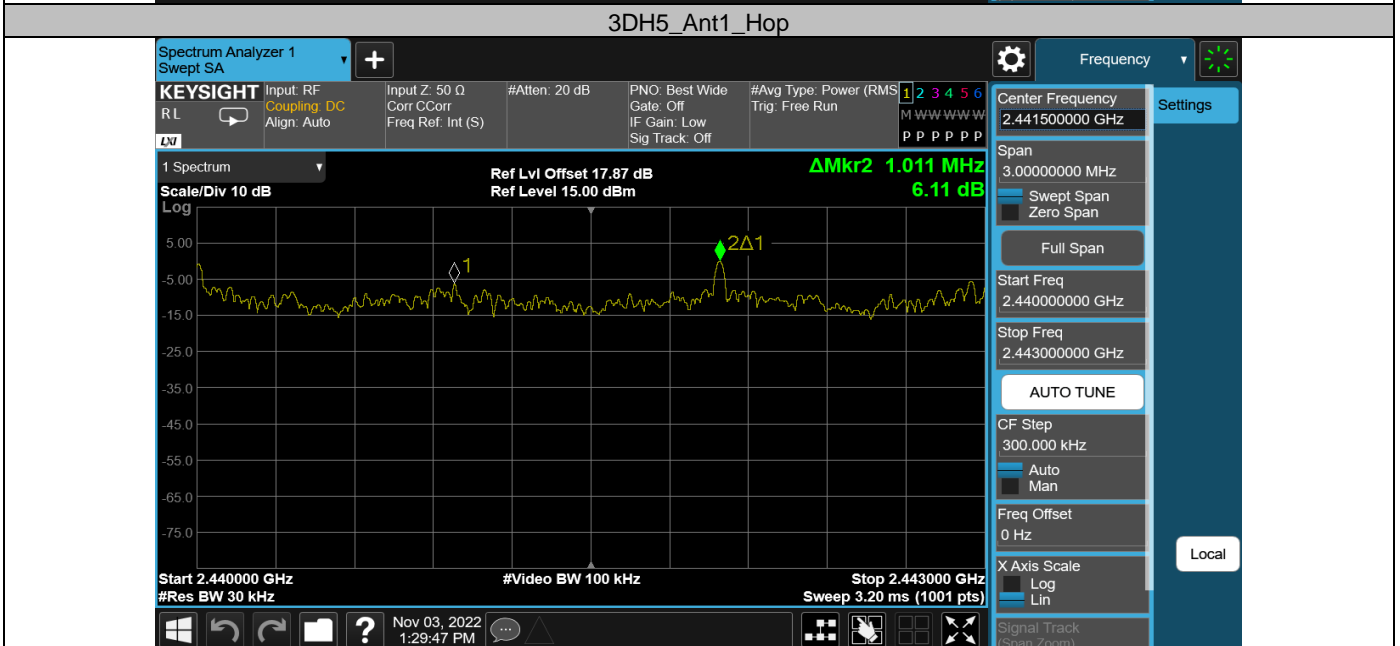 3DH5_Ant1_Hop
Spectrum Analyzer 1
Swept SA
Frequency
KEYSIGHT
RL
LXI
Input: RF
Coupling: DC
Align: Auto
Input Z: 50 Ω
Corr CCorr
Freq Ref: Int (S)
#Atten: 20 dB
PNO: Best Wide
Gate: Off
IF Gain: Low
Sig Track: Off
#Avg Type: Power (RMS
Trig: Free Run
1 2 3 4 5 6
M W W W W W
P P P P P P
Center Frequency
2.441500000 GHz
Settings
1 Spectrum
Scale/Div 10 dB
Log
Ref Lvl Offset 17.87 dB
Ref Level 15.00 dBm
ΔMkr2 1.011 MHz
6.11 dB
Span
3.00000000 MHz
Swept Span
Zero Span
Full Span
Start Freq
2.440000000 GHz
Stop Freq
2.443000000 GHz
AUTO TUNE
CF Step
300.000 kHz
Auto
Man
Freq Offset
0 Hz
X Axis Scale
Log
Lin
Signal Track
(Span Zoom)
Local
2Δ1
1
5.00
-5.00
-15.0
-25.0
-35.0
-45.0
-55.0
-65.0
-75.0
Start 2.440000 GHz
#Video BW 100 kHz
Stop 2.443000 GHz
#Res BW 30 kHz
Sweep 3.20 ms (1001 pts)
?
Nov 03, 2022
1:29:47 PM